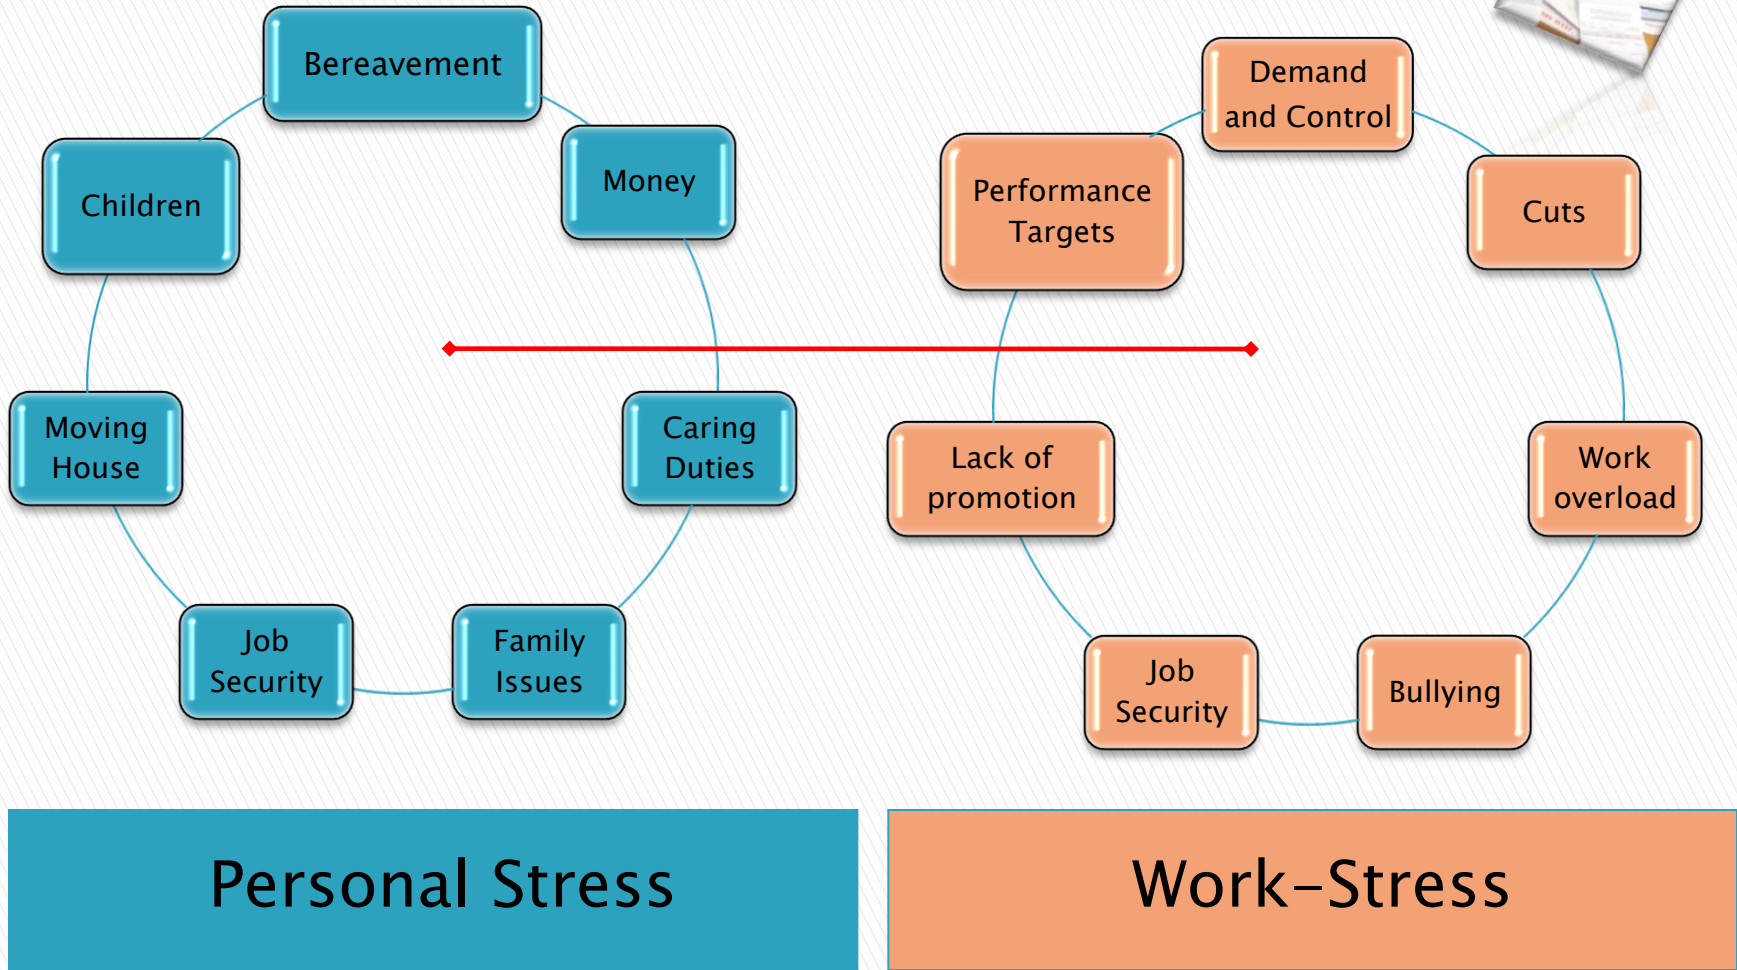 Bereavement
Money
Caring
Duties
Family
Issues
Job
Security
Moving
House
Children
Demand
and Control
Cuts
Work
overload
Bullying
Job
Security
Lack of
promotion
Performance
Targets
Personal Stress
Work-Stress